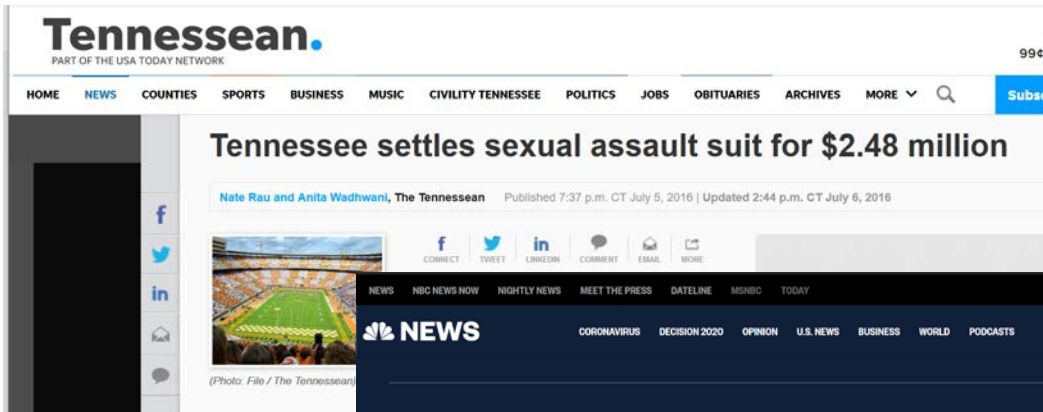 Tennessean.
PART OF THE USA TODAY NETWORK
99¢
HOME NEWS COUNTIES SPORTS BUSINESS MUSIC CIVILITY TENNESSEE POLITICS JOBS OBITUARIES ARCHIVES MORE
Tennessee settles sexual assault suit for $2.48 million
Nate Rau and Anita Wadhwani, The Tennessean Published 7:37 p.m. CT July 5, 2016 | Updated 2:44 p.m. CT July 6, 2016
f
in
f in
CONNECT TWEET LINKEDIN COMMENT EMAIL MORE
(Photo: File / The Tennessean)
NEWS NBC NEWS NOW NIGHTLY NEWS MEET THE PRESS DATELINE MSNBC TODAY
NEWS CORONAVIRUS DECISION 2020 OPINION U.S. NEWS BUSINESS WORLD PODCASTS